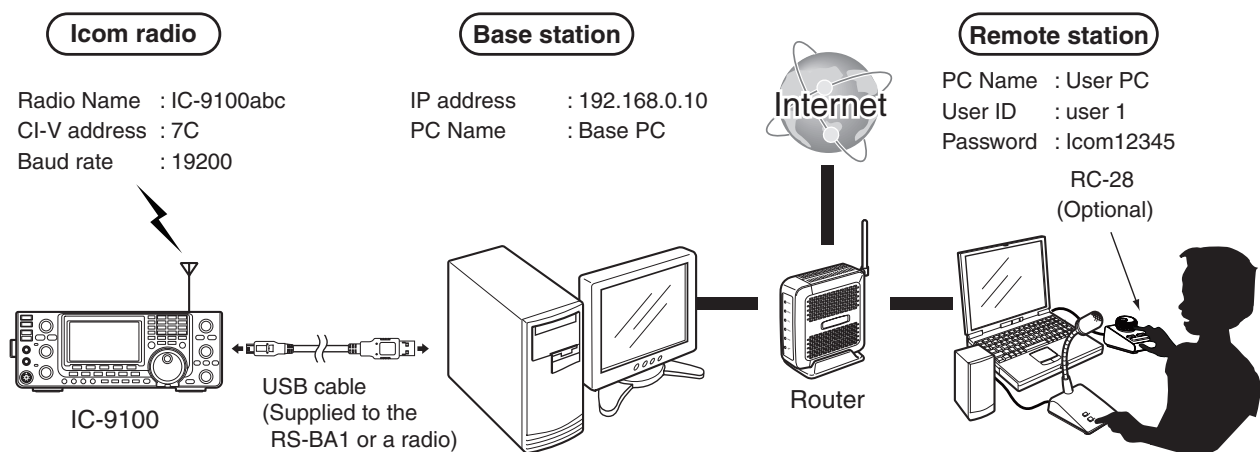 Icom radio
Radio Name : IC-9100abc
CI-V address : 7C
Baud rate : 19200
IC-9100
USB cable
(Supplied to the
RS-BA1 or a radio)
Base station
IP address : 192.168.0.10
PC Name : Base PC
Internet
Router
Remote station
PC Name : User PC
User ID : user 1
Password : Icom12345
RC-28
(Optional)